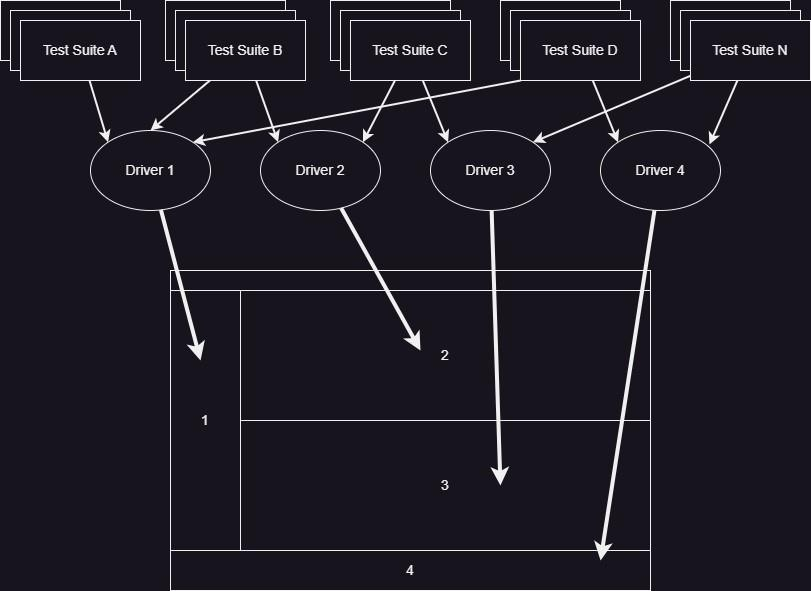 Test Suite A
Test Suite B
Test Suite C
Test Suite D
Test Suite N
Driver 1
Driver 2
Driver 3
Driver 4
2
1
3
4